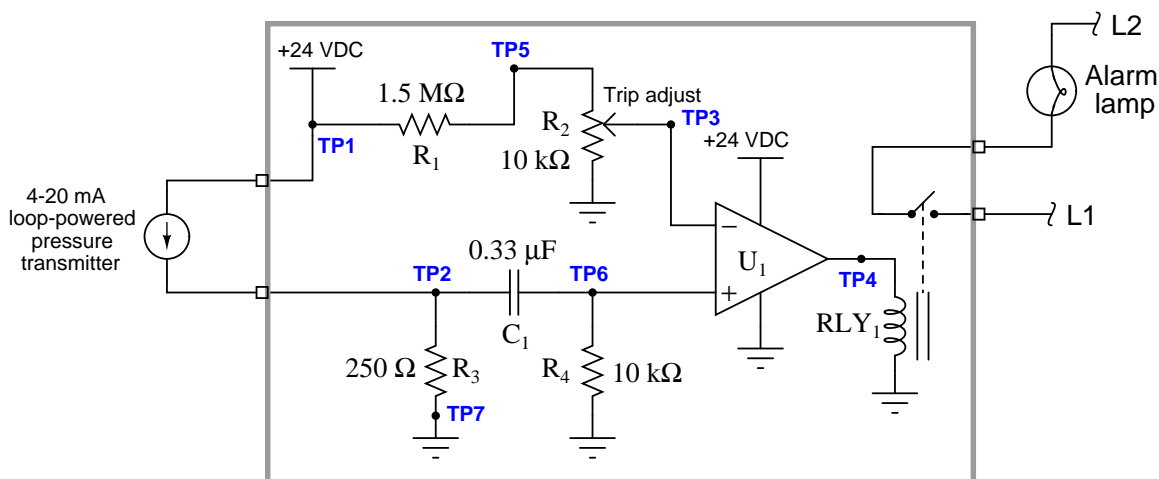 +24 VDC
TP5
L2
1.5 MΩ
Trip adjust
Alarm
lamp
R2
TP3
TP1
R1
10 kΩ
+24 VDC
4-20 mA
loop-powered
pressure
transmitter
L1
−
0.33 μF
U1
TP2
TP6
TP4
+
C1
RLY1
250 Ω
R3
R4
10 kΩ
TP7